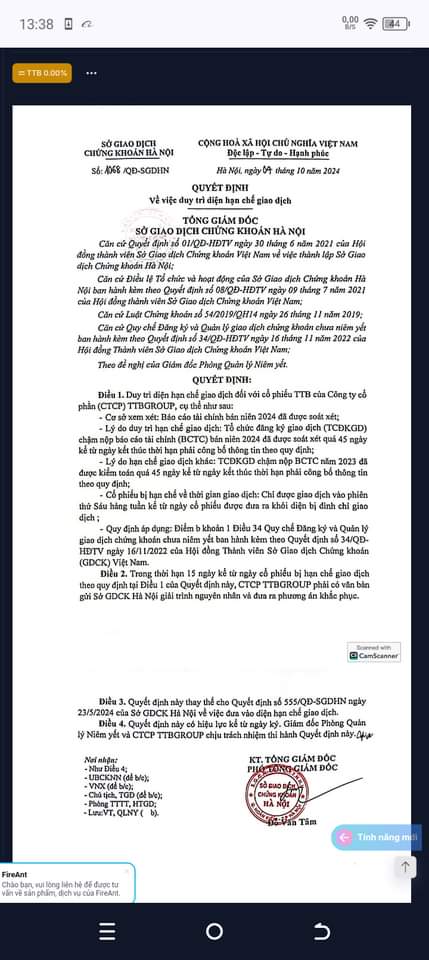 13:38
0,00
B/S
44
= TTB 0.00%
...
SỞ GIAO DỊCH
CHỨNG KHOÁN HÀ NỘI
CỘNG HOÀ XÃ HỘI CHỦ NGHĨA VIỆT NAM
Độc lập - Tự do - Hạnh phúc
Số: 1068 /QĐ-SGDHN
Hà Nội, ngày 04 tháng 10 năm 2024
QUYẾT ĐỊNH
Về việc duy trì diện hạn chế giao dịch
TỔNG GIÁM ĐỐC
SỞ GIAO DỊCH CHỨNG KHOÁN HÀ NỘI
Căn cứ Quyết định số 01/QĐ-HĐTV ngày 30 tháng 6 năm 2021 của Hội
đồng thành viên Sở Giao dịch Chứng khoán Việt Nam về việc thành lập Sở Giao
dịch Chứng khoán Hà Nội;
Căn cứ Điều lệ Tổ chức và hoạt động của Sở Giao dịch Chứng khoán Hà
Nội ban hành kèm theo Quyết định số 08/QĐ-HĐTV ngày 09 tháng 7 năm 2021
của Hội đồng thành viên Sở Giao dịch Chứng khoán Việt Nam;
Căn cứ Luật Chứng khoán số 54/2019/QH14 ngày 26 tháng 11 năm 2019;
Căn cứ Quy chế Đăng ký và Quản lý giao dịch chứng khoán chưa niêm yết
ban hành kèm theo Quyết định số 34/QĐ-HĐTV ngày 16 tháng 11 năm 2022 của
Hội đồng Thành viên Sở Giao dịch Chứng khoán Việt Nam;
Theo đề nghị của Giám đốc Phòng Quản lý Niêm yết.
QUYẾT ĐỊNH:
Điều 1. Duy trì diện hạn chế giao dịch đối với cổ phiếu TTB của Công ty cổ
phần (CTCP) TTBGROUP, cụ thể như sau:
- Cơ sở xem xét: Báo cáo tài chính bán niên 2024 đã được soát xét;
- Lý do duy trì hạn chế giao dịch: Tổ chức đăng ký giao dịch (TCĐKGD)
chậm nộp báo cáo tài chính (BCTC) bán niên 2024 đã được soát xét quá 45 ngày
kể từ ngày kết thúc thời hạn phải công bố thông tin theo quy định;
- Lý do hạn chế giao dịch khác: TCĐKGD chậm nộp BCTC năm 2023 đã
được kiểm toán quá 45 ngày kể từ ngày kết thúc thời hạn phải công bố thông tin
theo quy định;
- Cổ phiếu bị hạn chế về thời gian giao dịch: Chỉ được giao dịch vào phiên
thứ Sáu hàng tuần kể từ ngày cổ phiếu được đưa ra khỏi diện bị đình chỉ giao
dịch ;
- Quy định áp dụng: Điểm b khoản 1 Điều 34 Quy chế Đăng ký và Quản lý
giao dịch chứng khoán chưa niêm yết ban hành kèm theo Quyết định số 34/QĐ-
HĐTV ngày 16/11/2022 của Hội đồng Thành viên Sở Giao dịch Chứng khoán
(GDCK) Việt Nam.
Điều 2. Trong thời hạn 15 ngày kể từ ngày cổ phiếu bị hạn chế giao dịch
theo quy định tại Điều 1 của Quyết định này, CTCP TTBGROUP phải có văn bản
gửi Sở GDCK Hà Nội giải trình nguyên nhân và đưa ra phương án khắc phục.
Scanned with
CS CamScanner
Điều 3. Quyết định này thay thế cho Quyết định số 555/QĐ-SGDHN ngày
23/5/2024 của Sở GDCK Hà Nội về việc đưa vào diện hạn chế giao dịch.
Điều 4. Quyết định này có hiệu lực kể từ ngày ký. Giám đốc Phòng Quản
lý Niêm yết và CTCP TTBGROUP chịu trách nhiệm thi hành Quyết định này.
Nơi nhận:
- Như Điều 4;
- UBCKNN (để b/c);
- VNX (để b/c);
- Chủ tịch, TGĐ (để b/c);
- Phòng TTTT, HTGD;
- Lưu:VT, QLNY ( b).
KT. TỔNG GIÁM ĐỐC
PHÓ TỔNG GIÁM ĐỐC
SỞ GIAO DỊCH
CHỨNG KHOÁN
HÀ NỘI
Đỗ Văn Tâm
Tính năng mới
FireAnt
Chào bạn, vui lòng liên hệ để được tư
vấn về sản phẩm, dịch vụ của FireAnt.